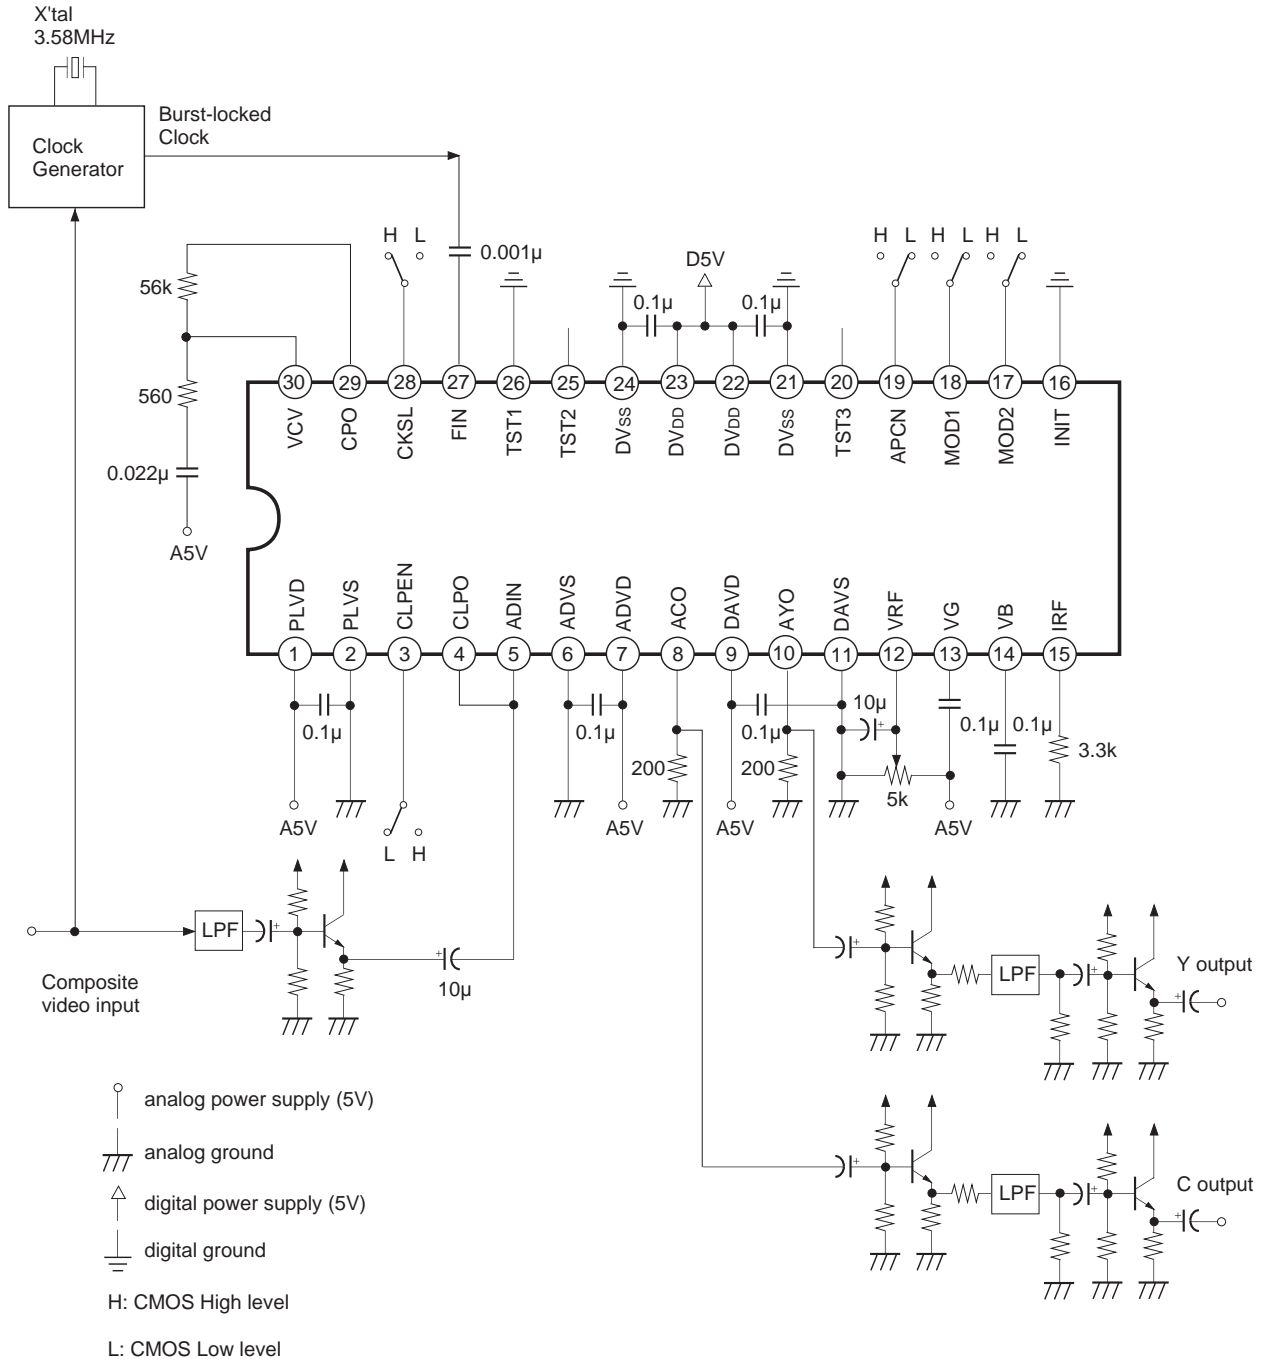 X'tal
3.58MHz
Burst-locked
Clock
Clock
Generator
H L
0.001µ
D5V
H L H L H L
56k
0.1µ 0.1µ
30 29 28 27 26 25 24 23 22 21 20 19 18 17 16
560
VCV CPO CKSL FIN TST1 TST2 DVSS DVDD DVDD DVSS TST3 APCN MOD1 MOD2 INIT
0.022µ
A5V
PLVD PLVS CLPEN CLPO ADIN ADVS ADVD ACO DAVD AYO DAVS VRF VG VB IRF
1 2 3 4 5 6 7 8 9 10 11 12 13 14 15
10µ
0.1µ 0.1µ 0.1µ 0.1µ 0.1µ
3.3k
200 200
5k
A5V A5V A5V A5V
L H
LPF
10µ
Composite
video input
LPF
Y output
LPF
C output
analog power supply (5V)
analog ground
digital power supply (5V)
digital ground
H: CMOS High level
L: CMOS Low level